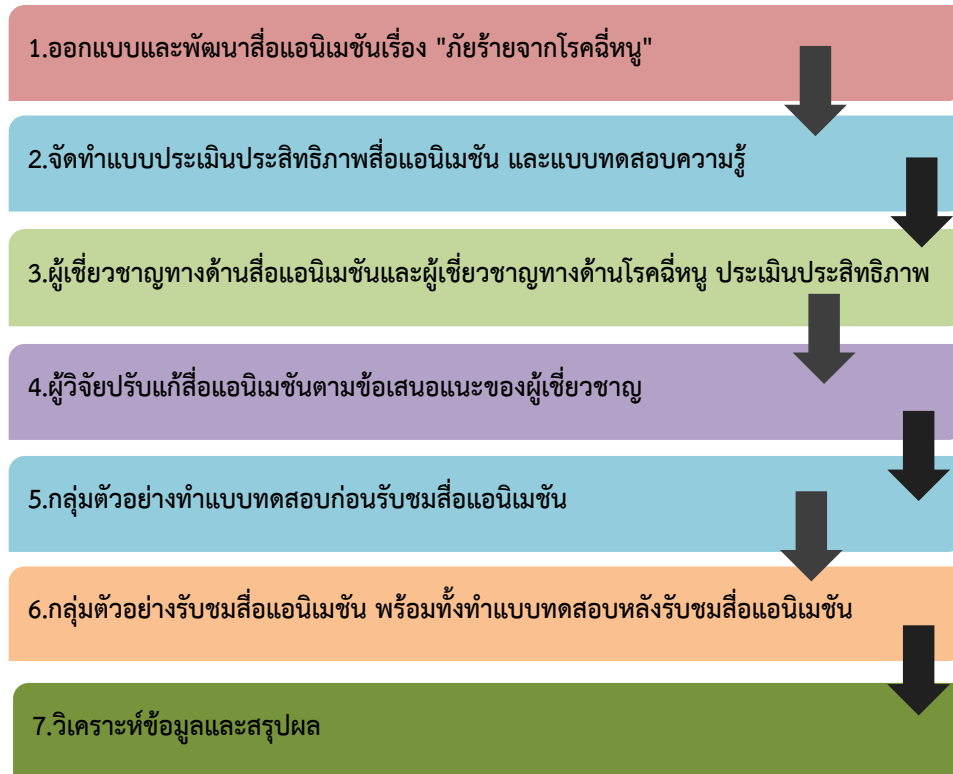 1.ออกแบบและพัฒนาสื่อแอนิเมชันเรื่อง "ภัยร้ายจากโรคฉี่หนู"
2.จัดทำแบบประเมินประสิทธิภาพสื่อแอนิเมชัน และแบบทดสอบความรู้
3.ผู้เชี่ยวชาญทางด้านสื่อแอนิเมชันและผู้เชี่ยวชาญทางด้านโรคฉี่หนู ประเมินประสิทธิภาพ
4.ผู้วิจัยปรับแก้สื่อแอนิเมชันตามข้อเสนอแนะของผู้เชี่ยวชาญ
5.กลุ่มตัวอย่างทำแบบทดสอบก่อนรับชมสื่อแอนิเมชัน
6.กลุ่มตัวอย่างรับชมสื่อแอนิเมชัน พร้อมทั้งทำแบบทดสอบหลังรับชมสื่อแอนิเมชัน
7.วิเคราะห์ข้อมูลและสรุปผล